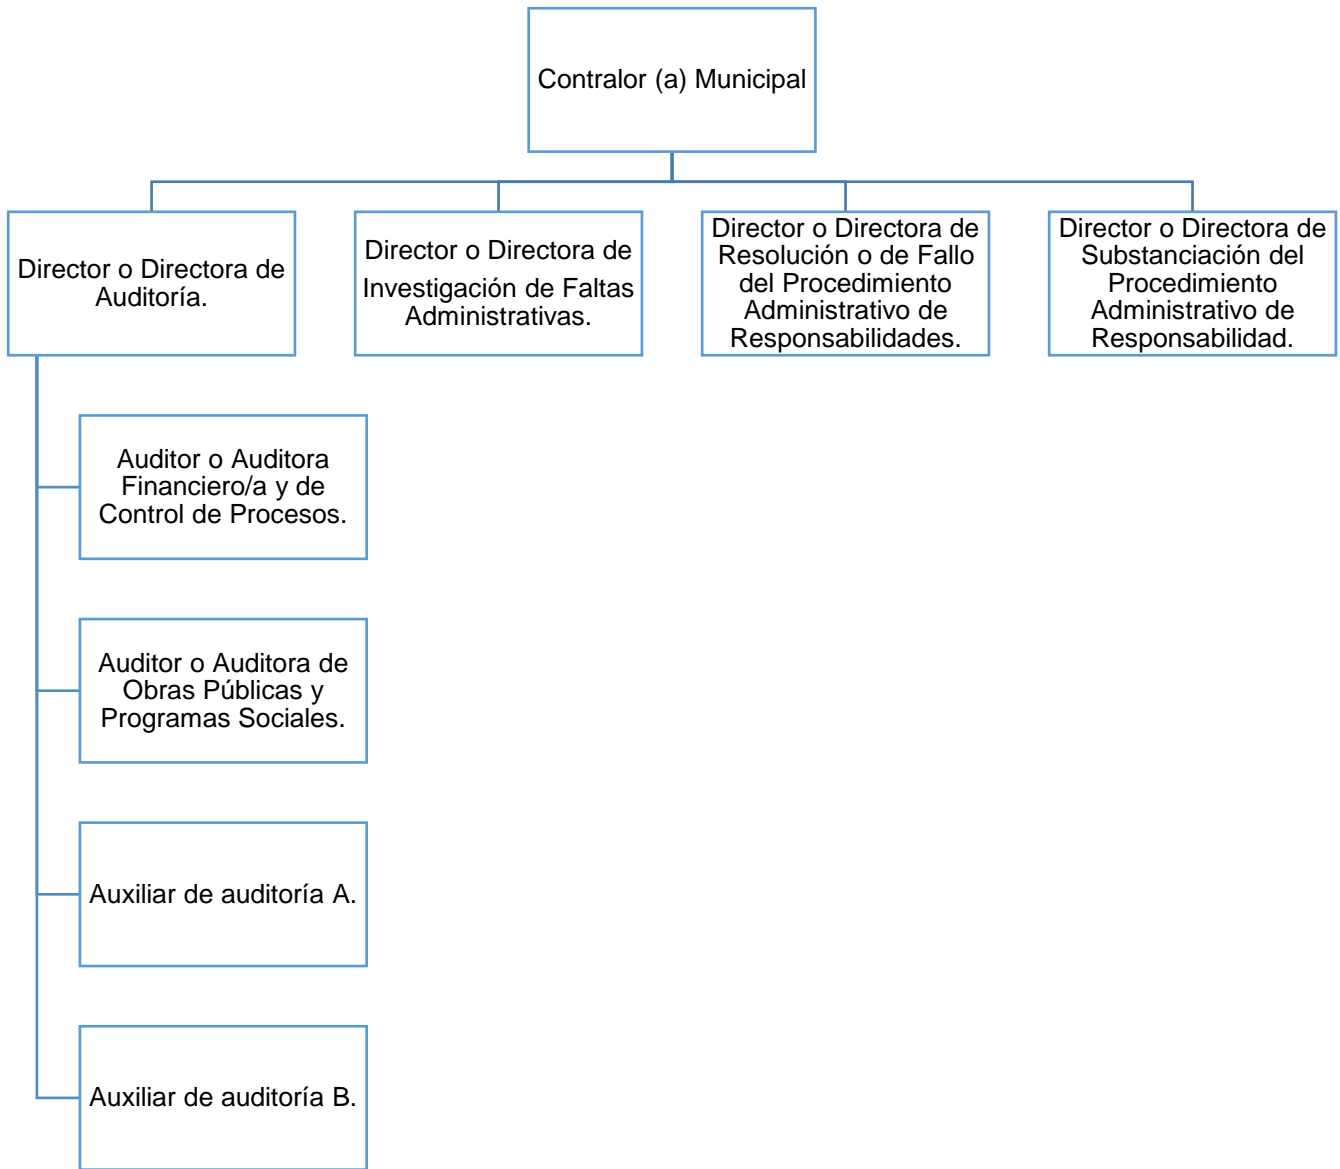 Contralor (a) Municipal
Director o Directora de
Auditoría.
Director o Directora de
Investigación de Faltas
Administrativas.
Director o Directora de
Resolución o de Fallo
del Procedimiento
Administrativo de
Responsabilidades.
Director o Directora de
Substanciación del
Procedimiento
Administrativo de
Responsabilidad.
Auditor o Auditora
Financiero/a y de
Control de Procesos.
Auditor o Auditora de
Obras Públicas y
Programas Sociales.
Auxiliar de auditoría A.
Auxiliar de auditoría B.